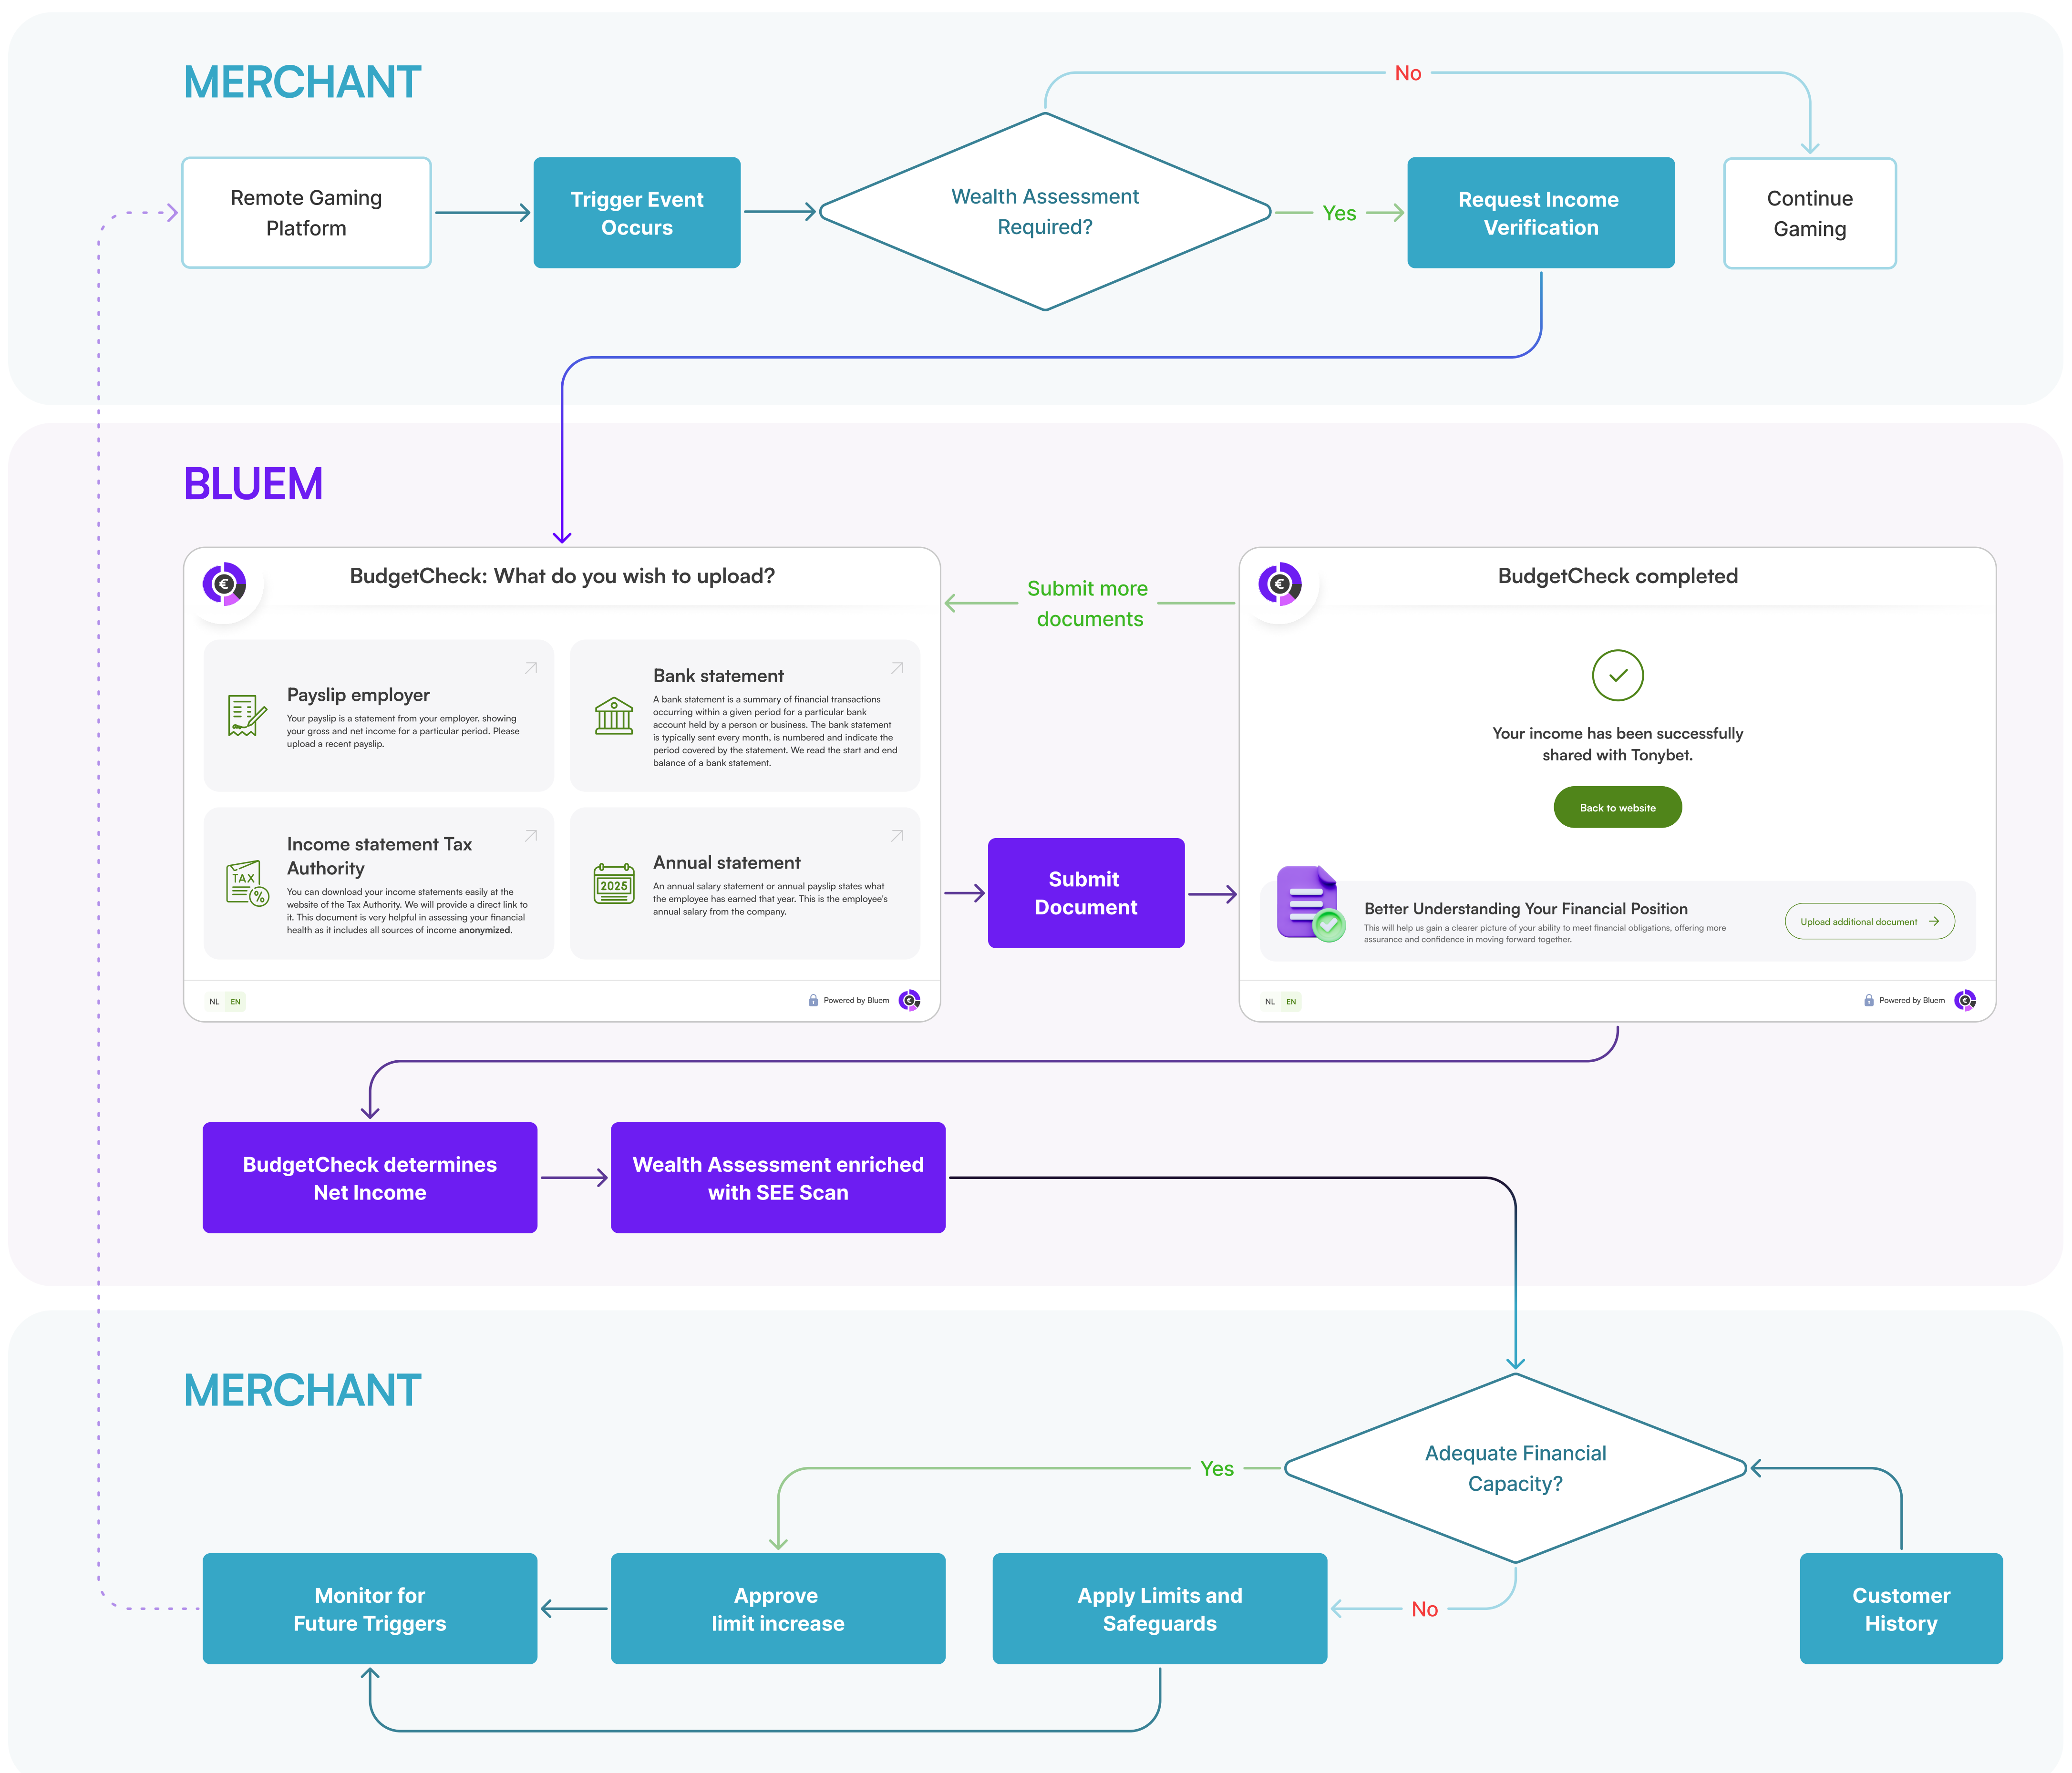 MERCHANT
No
Remote Gaming
Platform
Trigger Event
Occurs
Wealth Assessment
Required?
Yes
Request Income
Verification
Continue
Gaming
BLUEM
€
BudgetCheck: What do you wish to upload?
Payslip employer
Your payslip is a statement from your employer, showing
your gross and net income for a particular period. Please
upload a recent payslip.
Bank statement
A bank statement is a summary of financial transactions
occurring within a given period for a particular bank
account held by a person or business. The bank statement
is typically sent every month, is numbered and indicate the
period covered by the statement. We read the start and end
balance of a bank statement.
TAX
%
Income statement Tax
Authority
You can download your income statements easily at the
website of the Tax Authority. We will provide a direct link to
it. This document is very helpful in assessing your financial
health as it includes all sources of income anonymized.
2025
Annual statement
An annual salary statement or annual payslip states what
the employee has earned that year. This is the employee's
annual salary from the company.
NL EN
Powered by Bluem
€
Submit more
documents
Submit
Document
€
BudgetCheck completed
Your income has been successfully
shared with Tonybet.
Back to website
Better Understanding Your Financial Position
This will help us gain a clearer picture of your ability to meet financial obligations, offering more
assurance and confidence in moving forward together.
Upload additional document
NL EN
Powered by Bluem
€
BudgetCheck determines
Net Income
Wealth Assessment enriched
with SEE Scan
MERCHANT
Adequate Financial
Capacity?
Yes
Monitor for
Future Triggers
Approve
limit increase
Apply Limits and
Safeguards
No
Customer
History